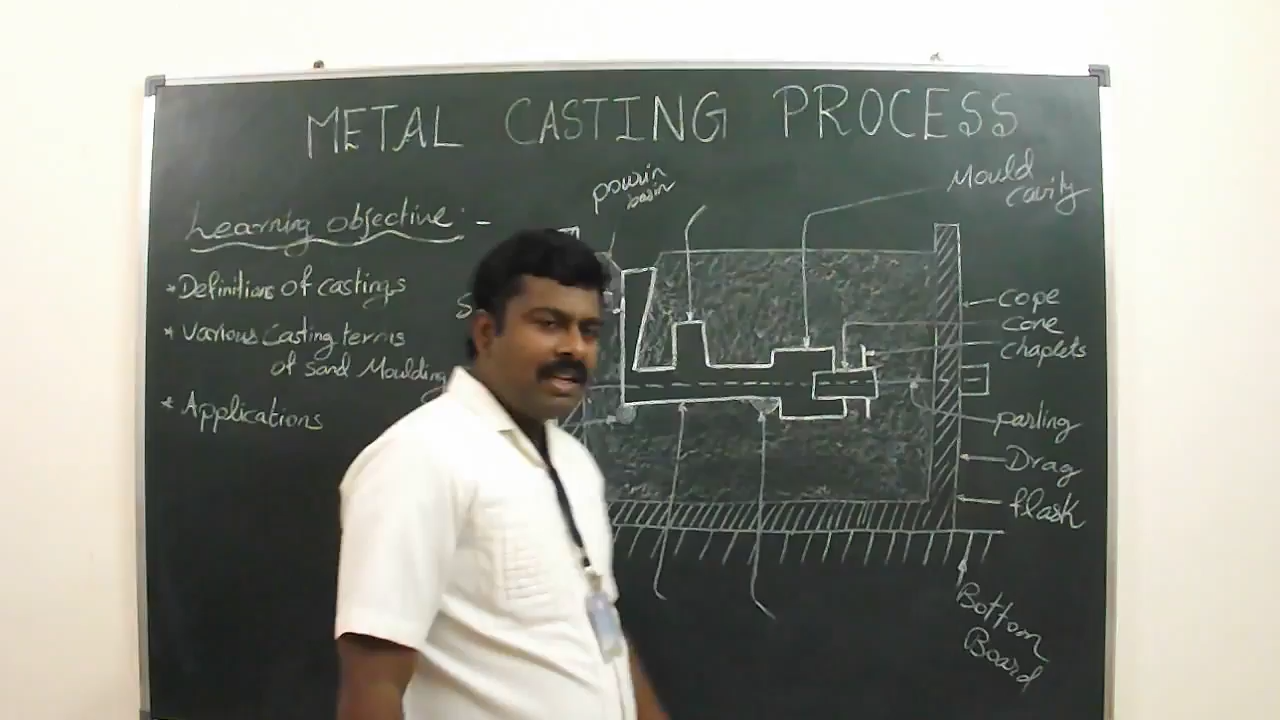 METAL CASTING PROCESS
Learning objective :-
* Definitions of castings
* Various Casting terms
of Sand Moulding
* Applications
pourin
basin
Mould
cavity
S
cope
core
chaplets
parting
Drag
flask
Bottom
Board